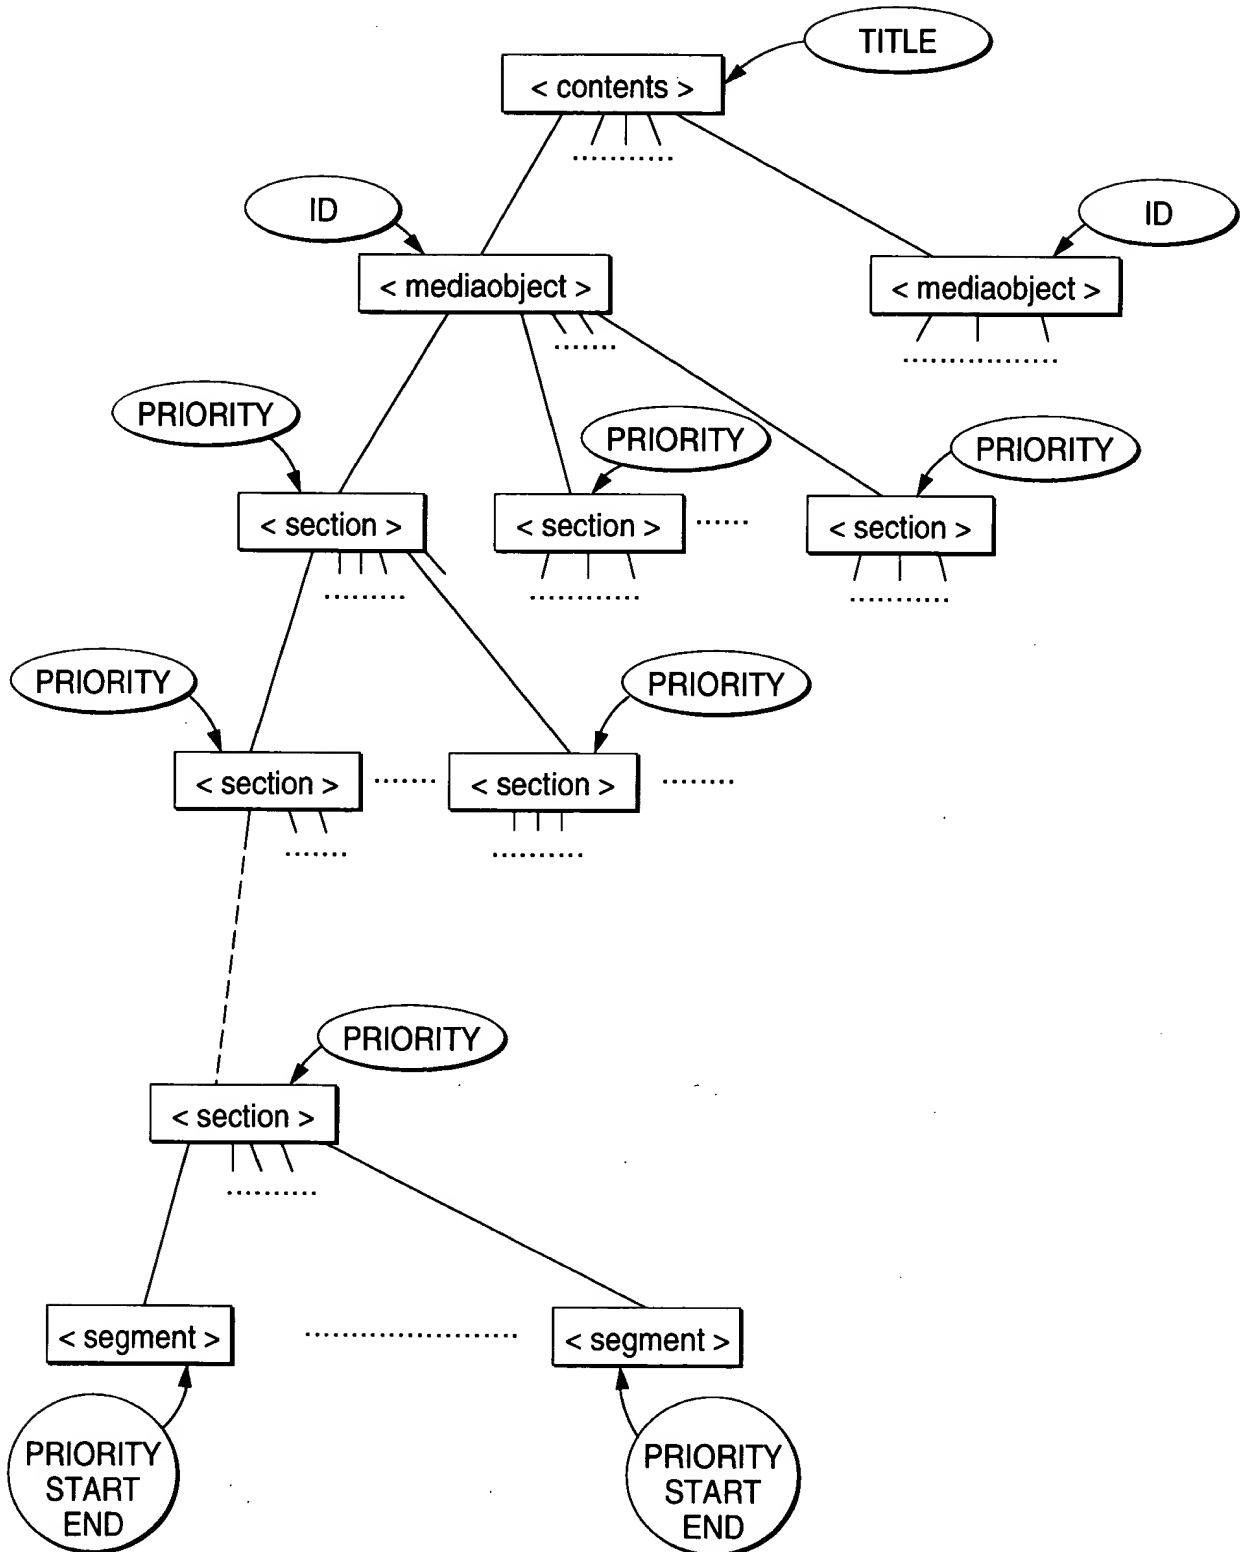 TITLE
< contents >
ID
ID
< mediaobject >
< mediaobject >
PRIORITY
PRIORITY
PRIORITY
< section >
< section >
< section >
PRIORITY
PRIORITY
< section >
< section >
PRIORITY
< section >
< segment >
< segment >
PRIORITY
START
END
PRIORITY
START
END